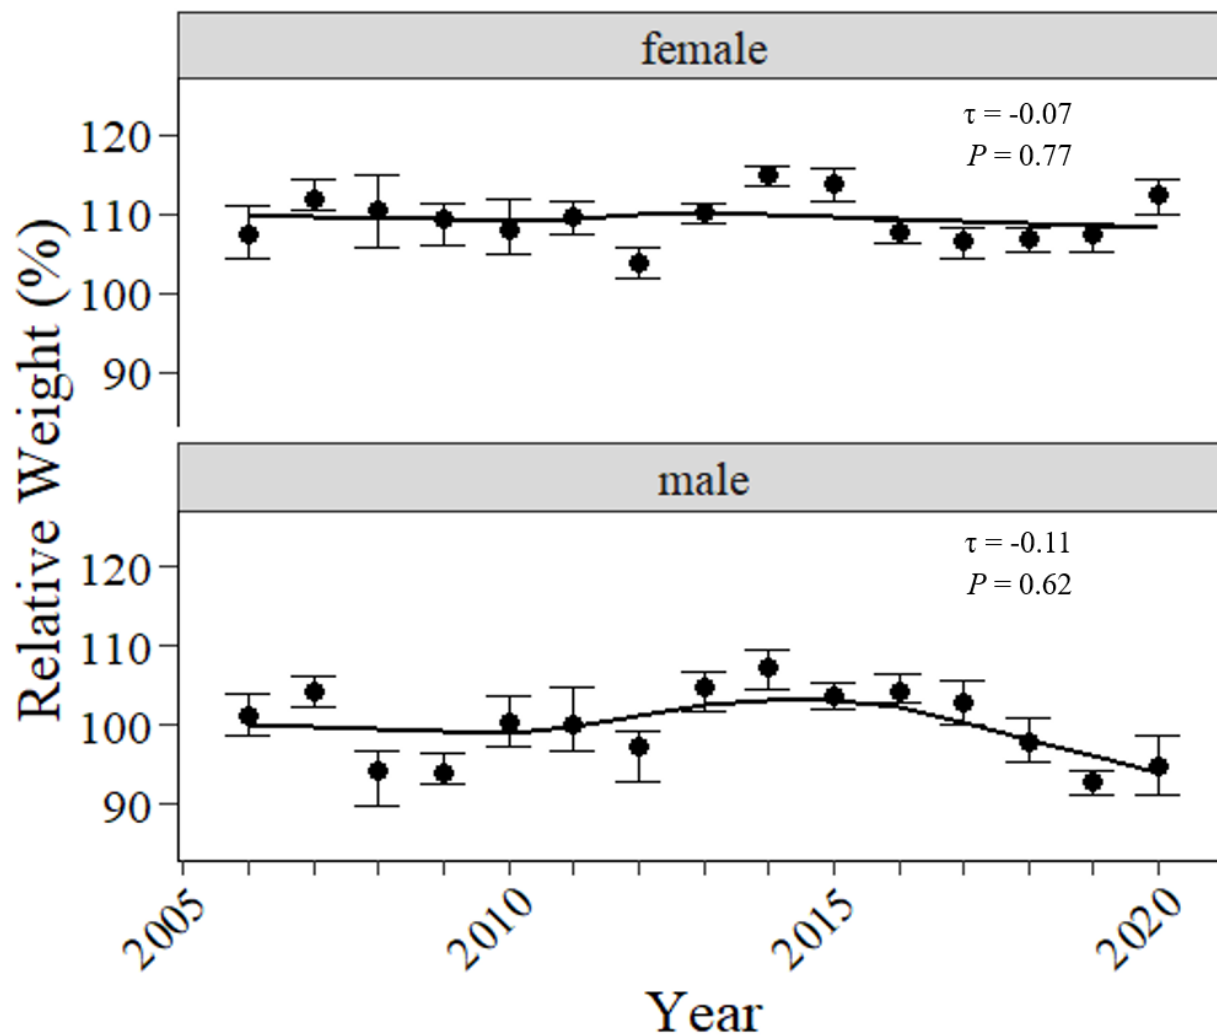 female
τ = -0.07
P = 0.77
120
110
100
90
Relative Weight (%)
male
τ = -0.11
P = 0.62
120
110
100
90
2005
2010
2015
2020
Year